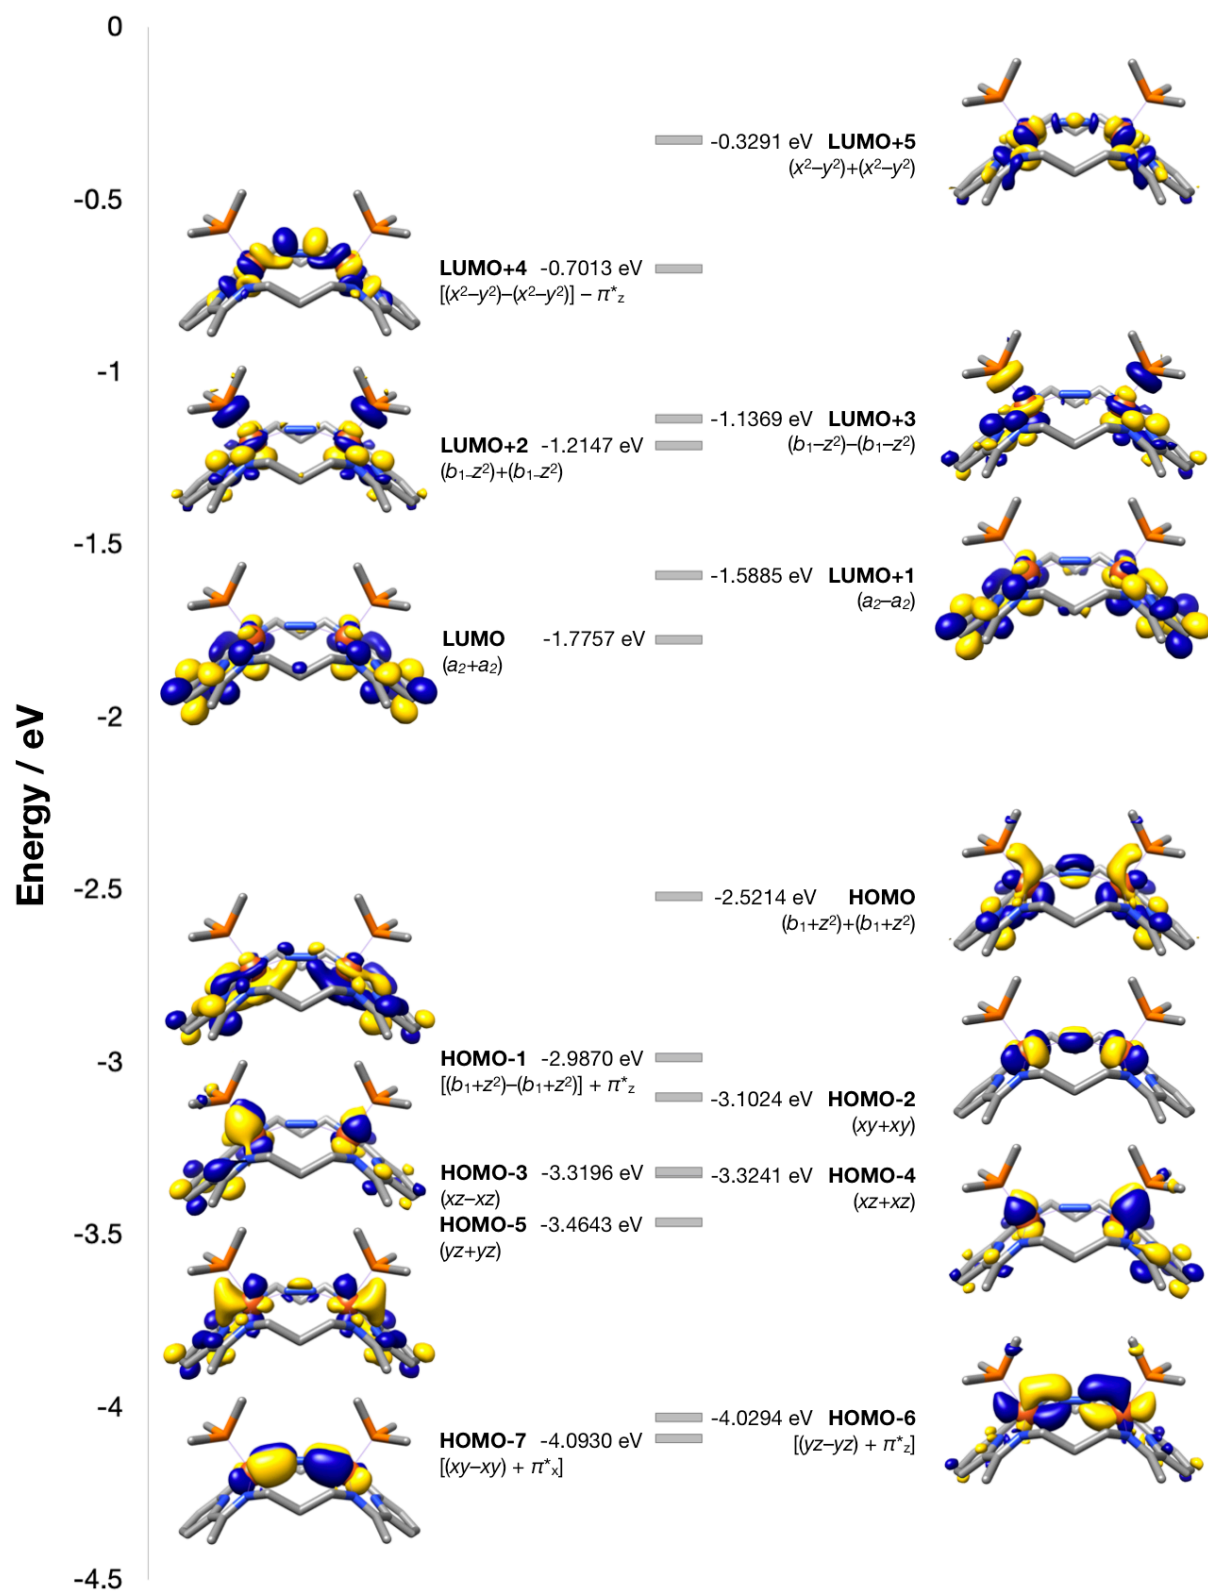 0
-0.3291 eV LUMO+5
(x²–y²)+(x²–y²)
-0.5
LUMO+4 -0.7013 eV
[(x²–y²)–(x²–y²)] – π*z
-1
-1.1369 eV LUMO+3
(b₁–z²)–(b₁–z²)
LUMO+2 -1.2147 eV
(b₁–z²)+(b₁–z²)
-1.5
-1.5885 eV LUMO+1
(a₂–a₂)
LUMO -1.7757 eV
(a₂+a₂)
-2
Energy / eV
-2.5
-2.5214 eV HOMO
(b₁+z²)+(b₁+z²)
-3
HOMO-1 -2.9870 eV
[(b₁+z²)–(b₁+z²)] + π*z
-3.1024 eV HOMO-2
(xy+xy)
HOMO-3 -3.3196 eV
(xz–xz)
-3.3241 eV HOMO-4
(xz+xz)
-3.5
HOMO-5 -3.4643 eV
(yz+yz)
-4
-4.0294 eV HOMO-6
[(yz–yz) + π*z]
HOMO-7 -4.0930 eV
[(xy–xy) + π*x]
-4.5